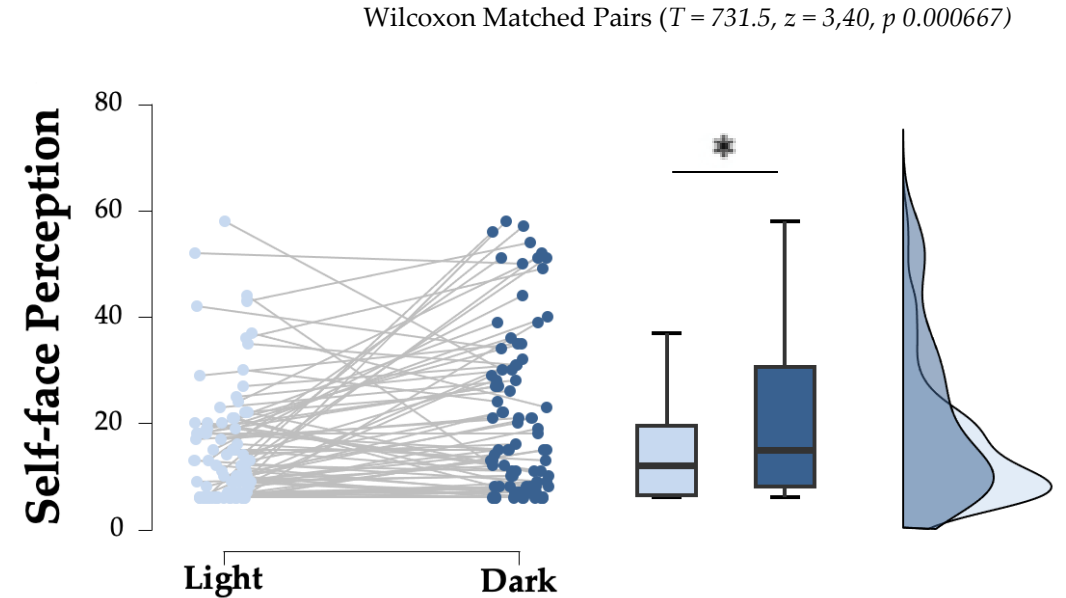 Wilcoxon Matched Pairs (T = 731.5, z = 3,40, p 0.000667)
Self-face Perception
80
60
40
20
0
*
Light
Dark